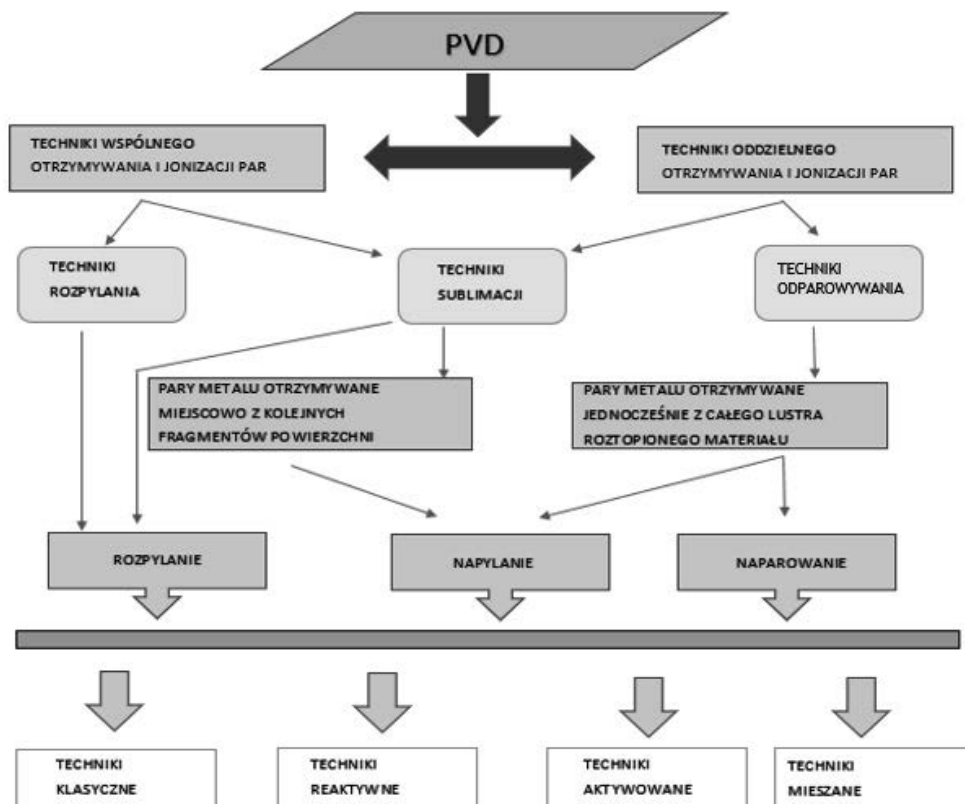 PVD
TECHNIKI WSPÓLNEGO
OTRZYMYWANIA I JONIZACJI PAR
TECHNIKI ODDZIELNEGO
OTRZYMYWANIA I JONIZACJI PAR
TECHNIKI
ROZPYLANIA
TECHNIKI
SUBLIMACJI
TECHNIKI
ODPAROWYWANIA
PARY METALU OTRZYMYWANE
MIEJSCOWO Z KOLEJNYCH
FRAGMENTÓW POWIERZCHNI
PARY METALU OTRZYMYWANE
JEDNOCZEŚNIE Z CAŁEGO LUSTRA
ROZTOPIONEGO MATERIAŁU
ROZPYLANIE
NAPYLANIE
NAPAROWANIE
TECHNIKI
KLASYCZNE
TECHNIKI
REAKTYWNE
TECHNIKI
AKTYWOWANE
TECHNIKI
MIESZANE